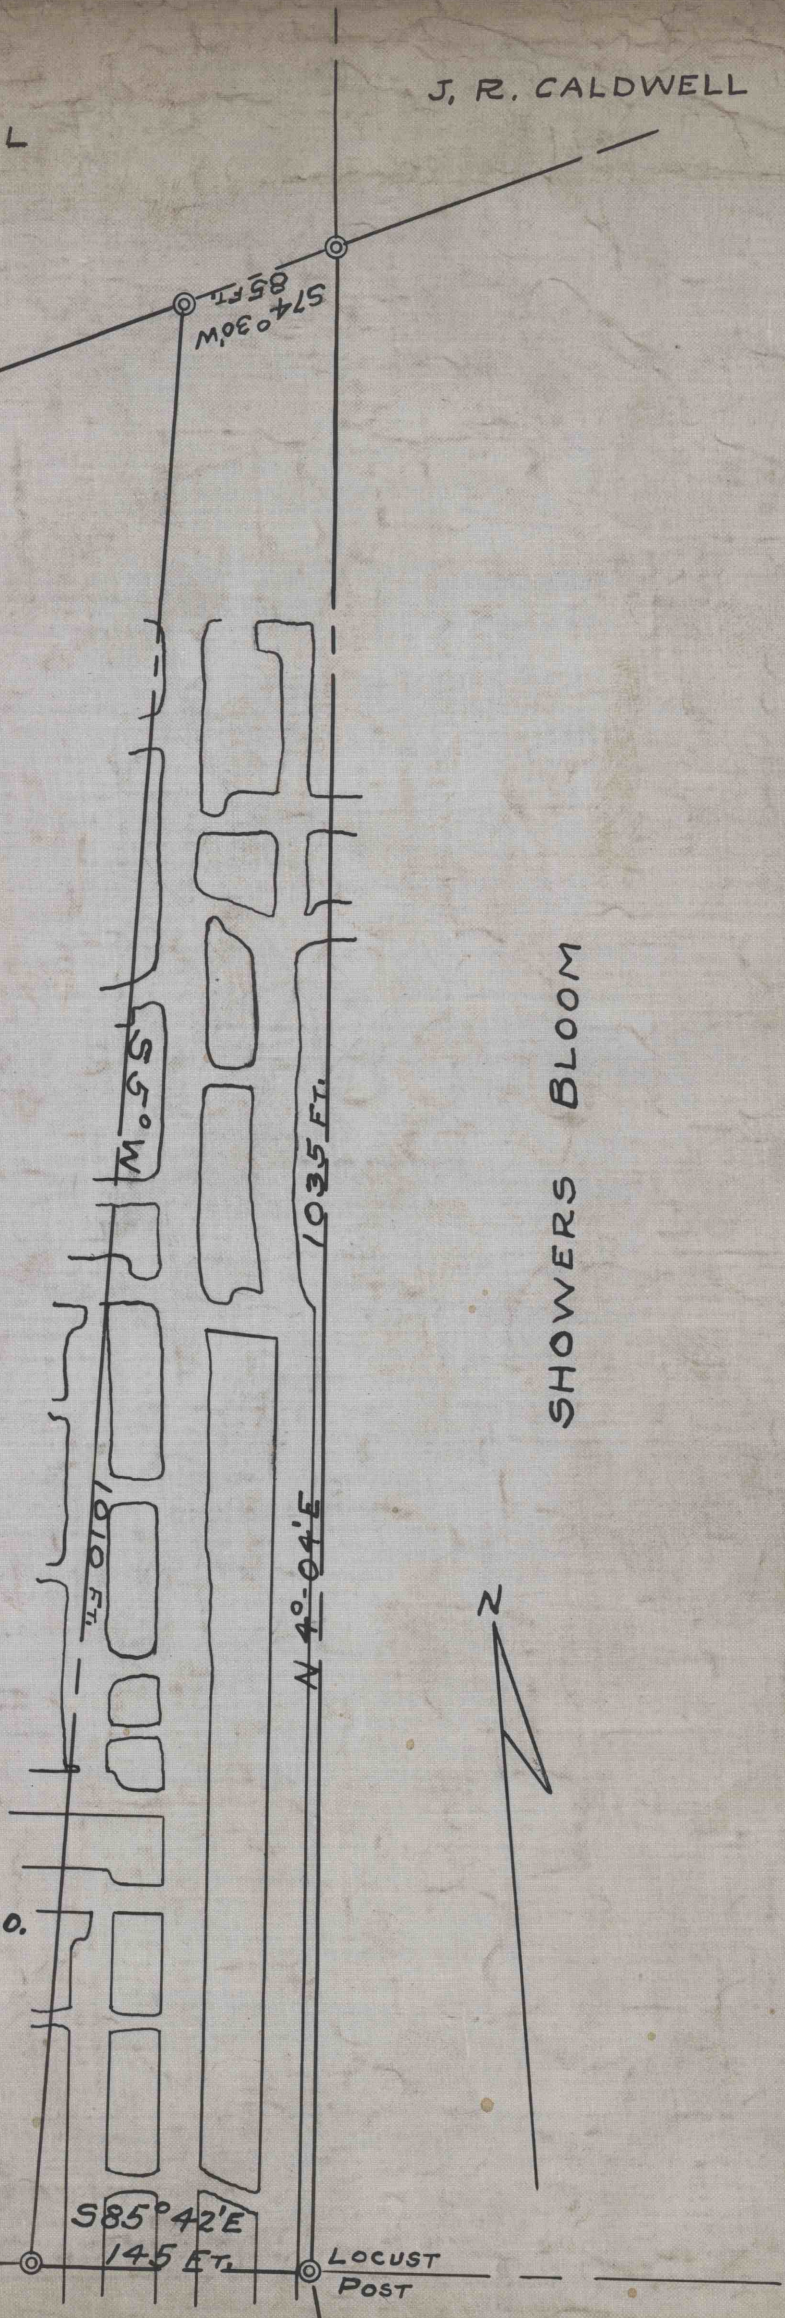 J. R. CALDWELL
L
S74°30'W
85 FT.
S5°W
1035 FT.
SHOWERS BLOOM
1010 FT.
N 4°-04'E
N
O.
S85°42'E
145 FT.
LOCUST
POST